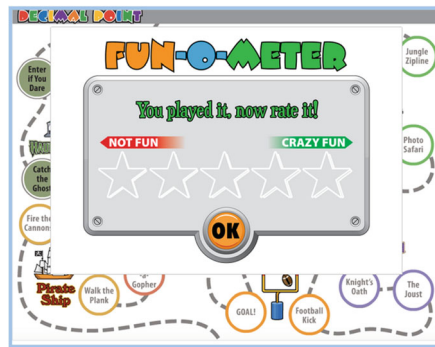 DECIMAL POINT
FUN-O-METER
You played it, now rate it!
NOT FUN
CRAZY FUN
OK
Enter
if You
Dare
Catch
the
Ghost
Fire the
Cannons
Pirate
Ship
Walk the
Plank
Gopher
GOAL!
Football
Kick
Knight's
Oath
The
Joust
Photo
Safari
Jungle
Zipline